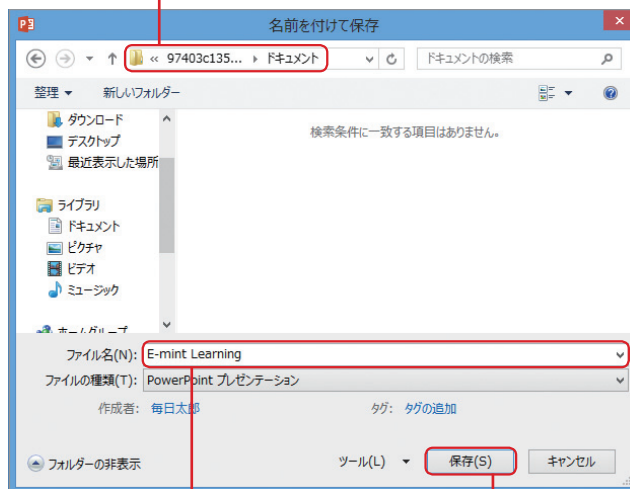 名前を付けて保存
« 97403c135... ▸ ドキュメント
ドキュメントの検索
整理 ▼ 新しいフォルダー
ダウンロード
デスクトップ
最近表示した場所
ライブラリ
ドキュメント
ピクチャ
ビデオ
ミュージック
ホームグループ
検索条件に一致する項目はありません。
ファイル名(N): E-mint Learning
ファイルの種類(T): PowerPoint プレゼンテーション
作成者: 毎日太郎 タグ: タグの追加
フォルダーの非表示 ツール(L) ▼ 保存(S) キャンセル